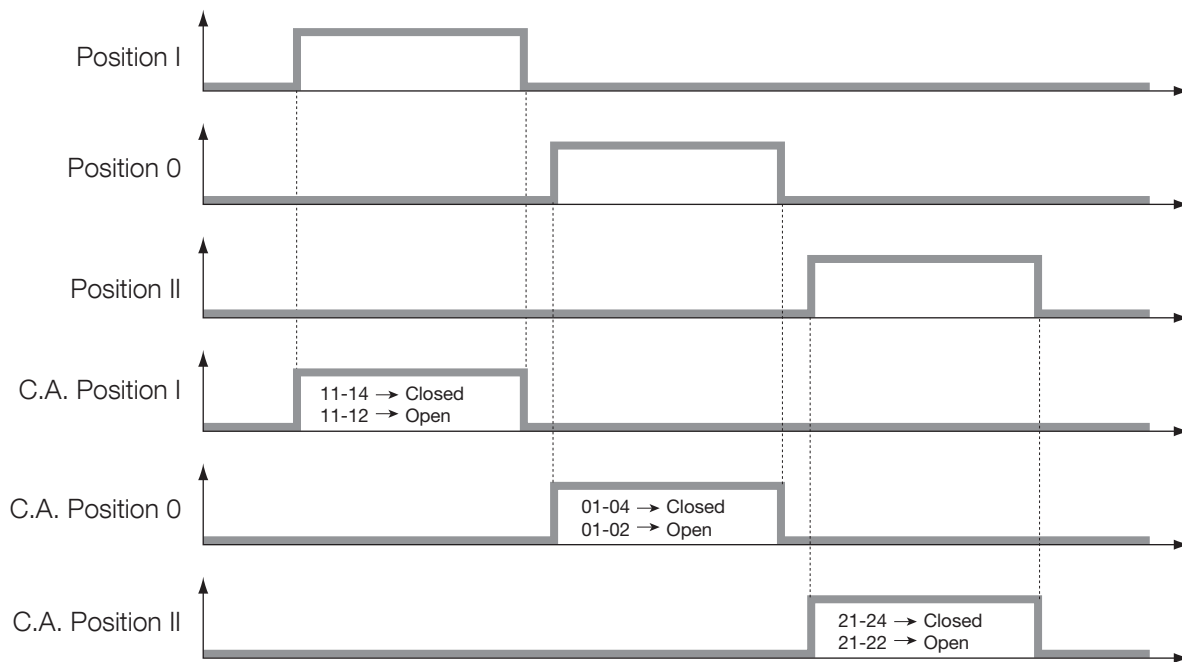 Position I
Position 0
Position II
C.A. Position I
11-14 → Closed
11-12 → Open
C.A. Position 0
01-04 → Closed
01-02 → Open
C.A. Position II
21-24 → Closed
21-22 → Open